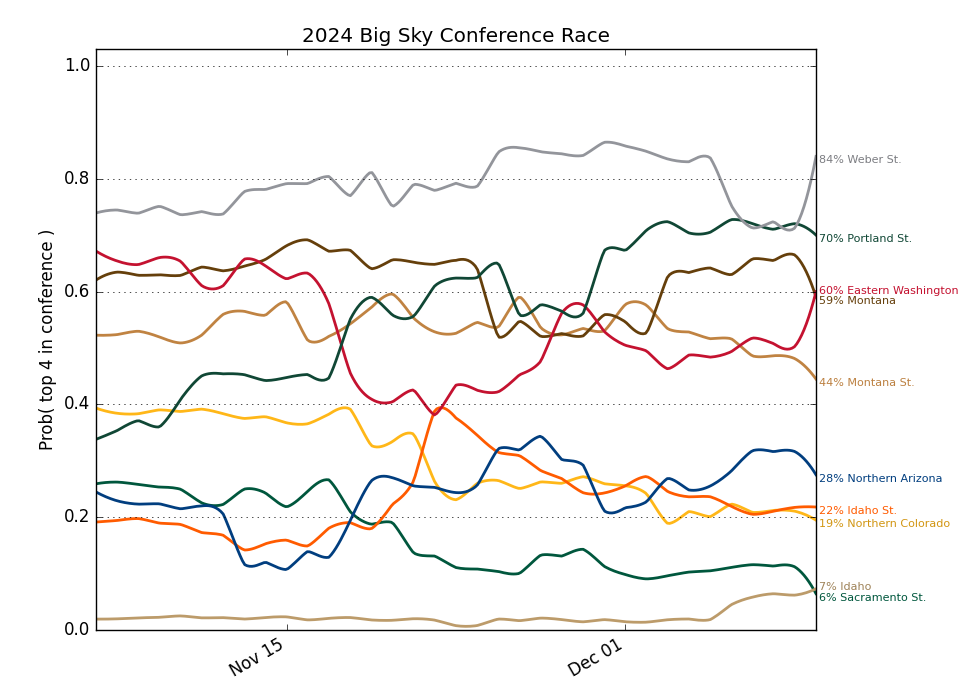 2024 Big Sky Conference Race
Prob( top 4 in conference )
1.0
0.8
0.6
0.4
0.2
0.0
Nov 15
Dec 01
84% Weber St.
70% Portland St.
60% Eastern Washington
59% Montana
44% Montana St.
28% Northern Arizona
22% Idaho St.
19% Northern Colorado
7% Idaho
6% Sacramento St.